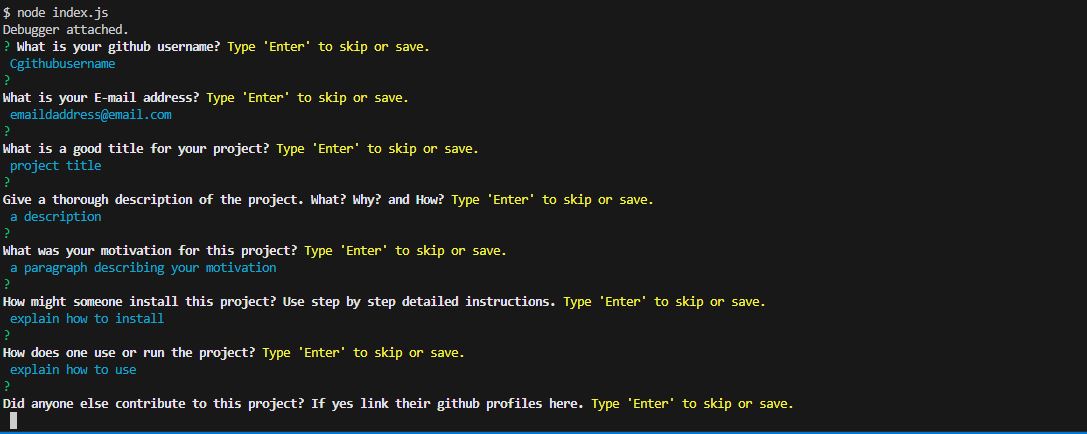 $ node index.js
Debugger attached.
? What is your github username? Type 'Enter' to skip or save.
Cgithubusername
?
What is your E-mail address? Type 'Enter' to skip or save.
emaildaddress@email.com
?
What is a good title for your project? Type 'Enter' to skip or save.
project title
?
Give a thorough description of the project. What? Why? and How? Type 'Enter' to skip or save.
a description
?
What was your motivation for this project? Type 'Enter' to skip or save.
a paragraph describing your motivation
?
How might someone install this project? Use step by step detailed instructions. Type 'Enter' to skip or save.
explain how to install
?
How does one use or run the project? Type 'Enter' to skip or save.
explain how to use
?
Did anyone else contribute to this project? If yes link their github profiles here. Type 'Enter' to skip or save.